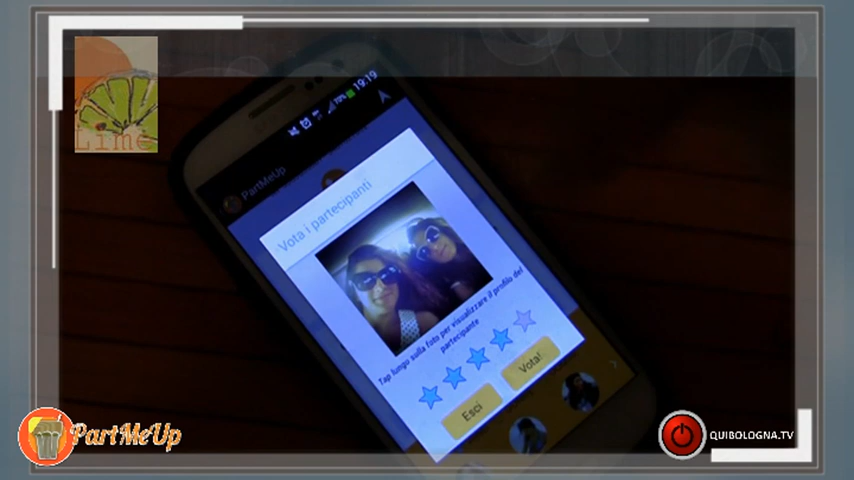 Lime
19:19
PartMeUp
Vota i partecipanti
Tap lungo sulla foto per visualizzare il profilo del
partecipante
Esci
Vota!
PartMeUp
QUIBOLOGNA.TV